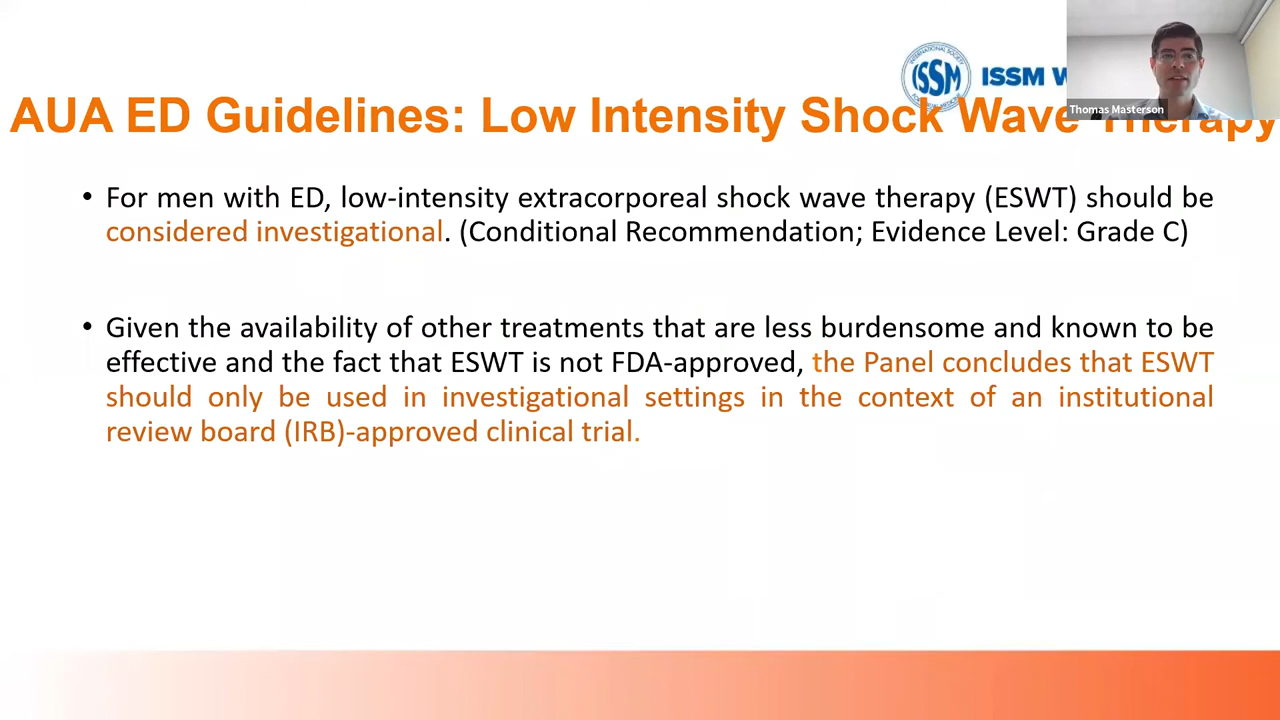 ISSM
ISSM W
Thomas Masterson
AUA ED Guidelines: Low Intensity Shock Wave Therapy
• For men with ED, low-intensity extracorporeal shock wave therapy (ESWT) should be
considered investigational. (Conditional Recommendation; Evidence Level: Grade C)
• Given the availability of other treatments that are less burdensome and known to be
effective and the fact that ESWT is not FDA-approved, the Panel concludes that ESWT
should only be used in investigational settings in the context of an institutional
review board (IRB)-approved clinical trial.